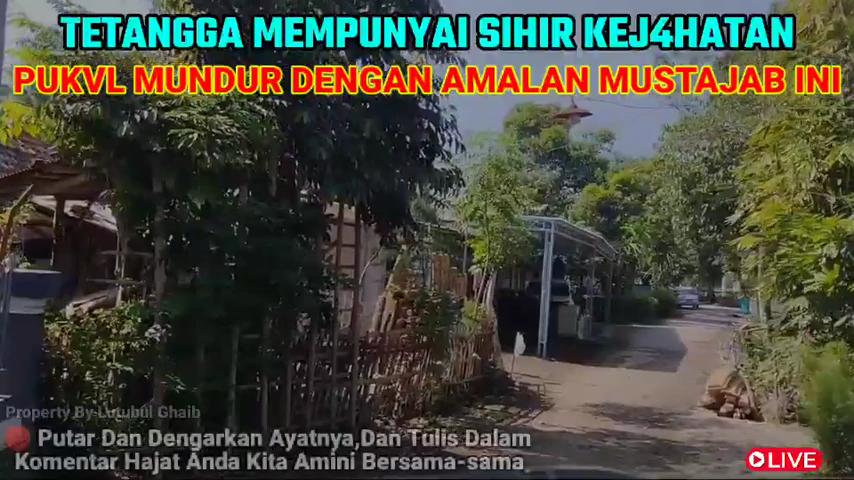 TETANGGA MEMPUNYAI SIHIR KEJ4HATAN
PUKVL MUNDUR DENGAN AMALAN MUSTAJAB INI
Property By Lutubul Ghaib
Putar Dan Dengarkan Ayatnya,Dan Tulis Dalam
Komentar Hajat Anda Kita Amini Bersama-sama
LIVE